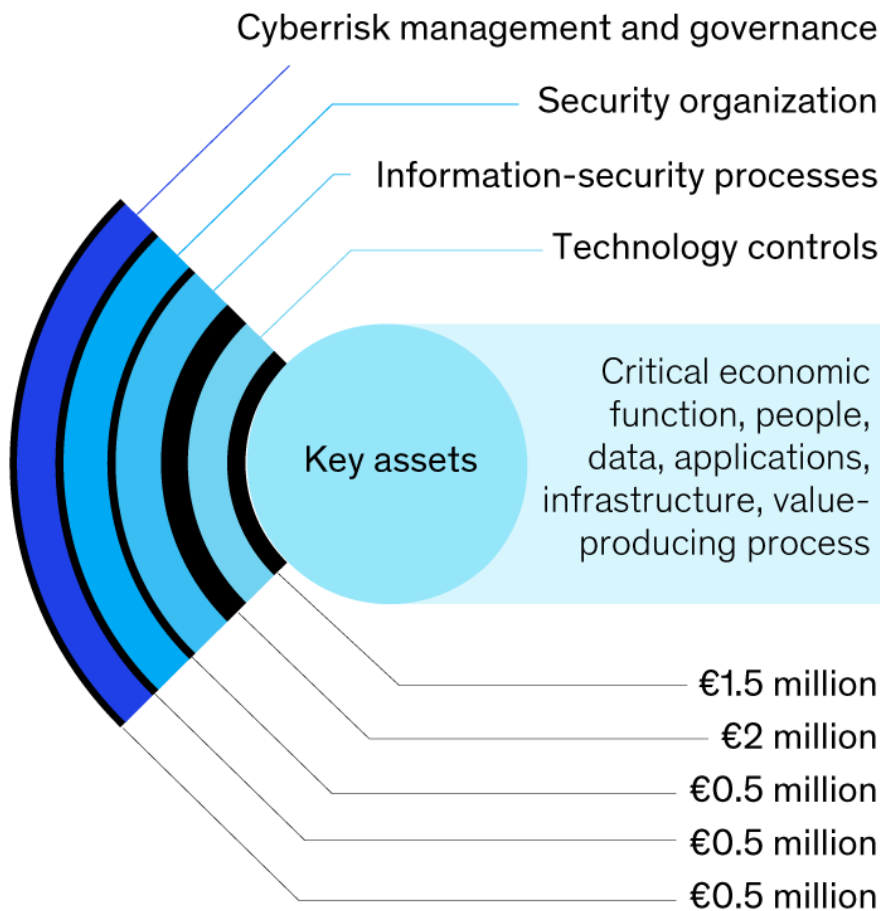 Cyberrisk management and governance
Security organization
Information-security processes
Technology controls
Key assets
Critical economic
function, people,
data, applications,
infrastructure, value-
producing process
€1.5 million
€2 million
€0.5 million
€0.5 million
€0.5 million